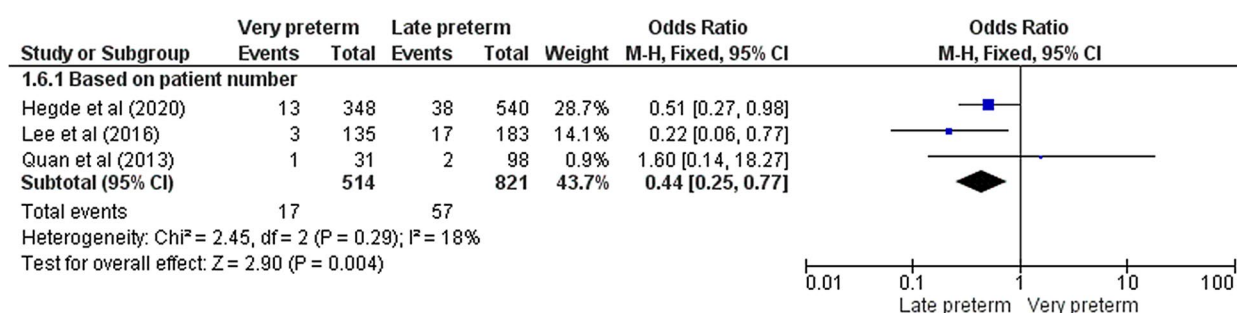 Very preterm Late preterm Odds Ratio Odds Ratio
Study or Subgroup Events Total Events Total Weight M-H, Fixed, 95% CI M-H, Fixed, 95% CI
1.6.1 Based on patient number
Hegde et al (2020) 13 348 38 540 28.7% 0.51 [0.27, 0.98]
Lee et al (2016) 3 135 17 183 14.1% 0.22 [0.06, 0.77]
Quan et al (2013) 1 31 2 98 0.9% 1.60 [0.14, 18.27]
Subtotal (95% CI) 514 821 43.7% 0.44 [0.25, 0.77]
Total events 17 57
Heterogeneity: Chi² = 2.45, df = 2 (P = 0.29); I² = 18%
Test for overall effect: Z = 2.90 (P = 0.004)
0.01 0.1 1 10 100
Late preterm Very preterm